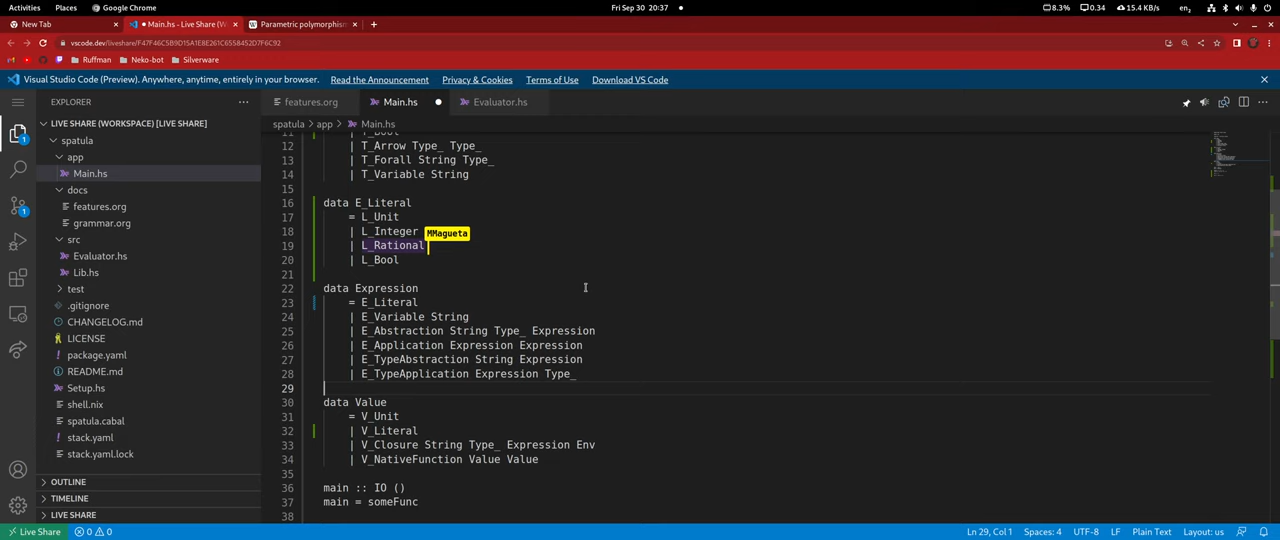 Activities Places Google Chrome Fri Sep 30 20:37 8.3% 0.34 15.4 KB/s en₂
New Tab Main.hs - Live Share (W Parametric polymorphism
vscode.dev/liveshare/F47F46C5B9D15A1E8E261C6558452D7F6C92
Ruffman Neko-bot Silverware
Visual Studio Code (Preview). Anywhere, anytime, entirely in your browser. Read the Announcement Privacy & Cookies Terms of Use Download VS Code
EXPLORER features.org Main.hs Evaluator.hs
LIVE SHARE (WORKSPACE) [LIVE SHARE]
spatula
app
Main.hs
docs
features.org
grammar.org
src
Evaluator.hs
Lib.hs
test
.gitignore
CHANGELOG.md
LICENSE
package.yaml
README.md
Setup.hs
shell.nix
spatula.cabal
stack.yaml
stack.yaml.lock
OUTLINE
TIMELINE
LIVE SHARE
1
1
spatula > app > Main.hs
11 | T_Bool
12 | T_Arrow Type_ Type_
13 | T_Forall String Type_
14 | T_Variable String
15
16 data E_Literal
17 = L_Unit
18 | L_Integer MMagueta
19 | L_Rational
20 | L_Bool
21
22 data Expression
23 = E_Literal
24 | E_Variable String
25 | E_Abstraction String Type_ Expression
26 | E_Application Expression Expression
27 | E_TypeAbstraction String Expression
28 | E_TypeApplication Expression Type_
29
30 data Value
31 = V_Unit
32 | V_Literal
33 | V_Closure String Type_ Expression Env
34 | V_NativeFunction Value Value
35
36 main :: IO ()
37 main = someFunc
38
Live Share 0 0 Ln 29, Col 1 Spaces: 4 UTF-8 LF Plain Text Layout: us